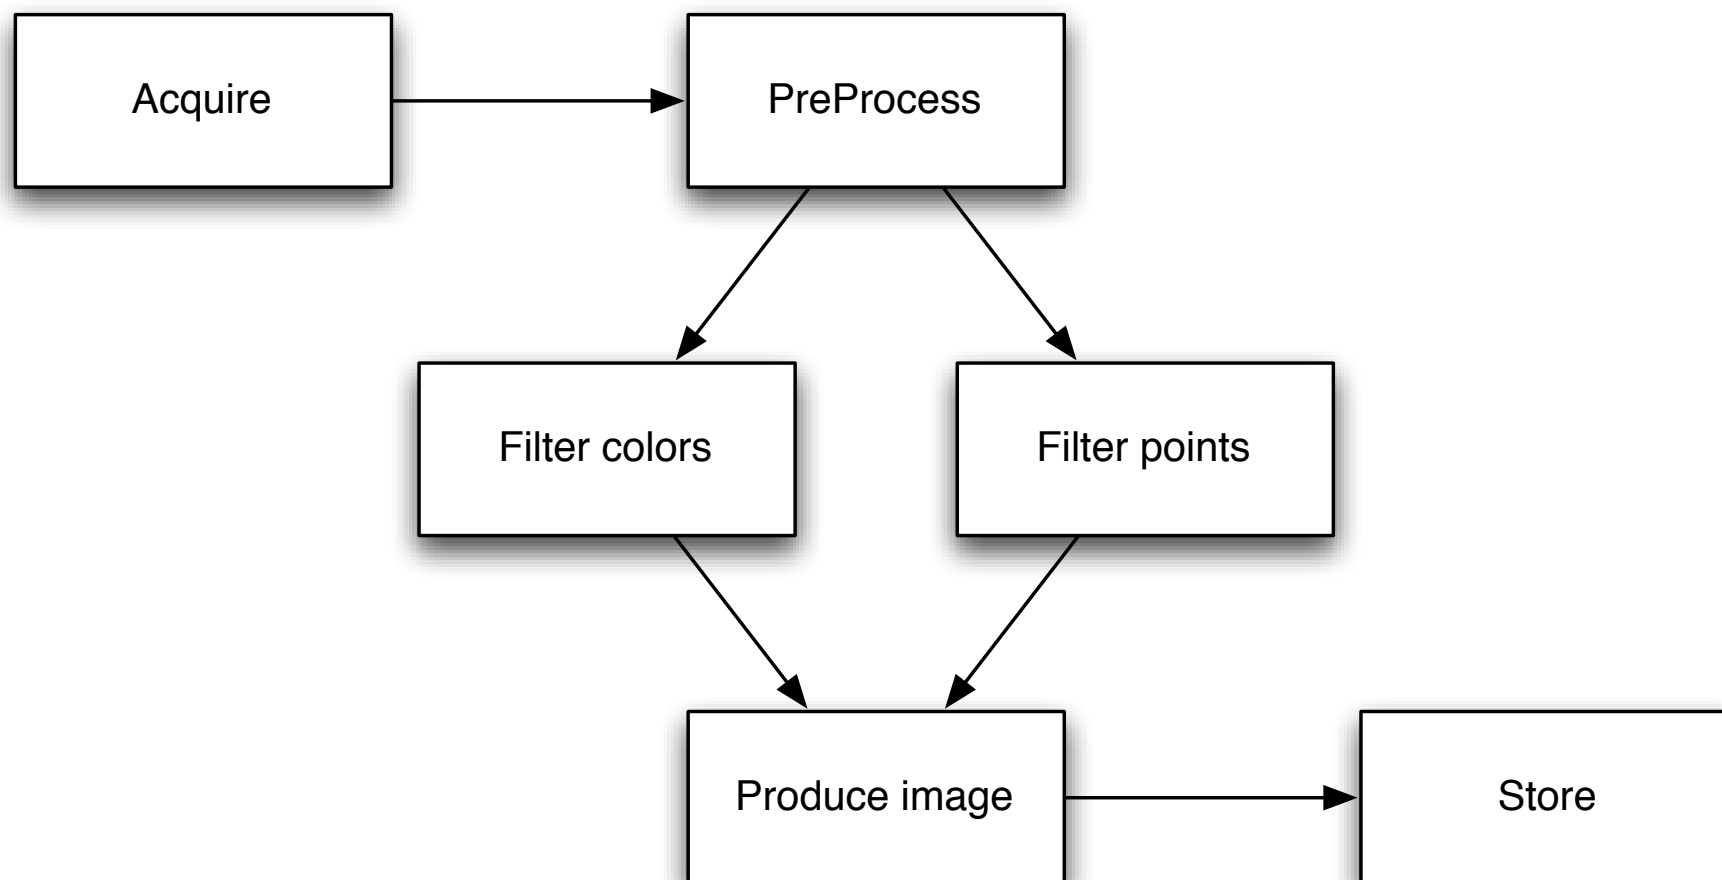 Acquire
PreProcess
Filter colors
Filter points
Produce image
Store